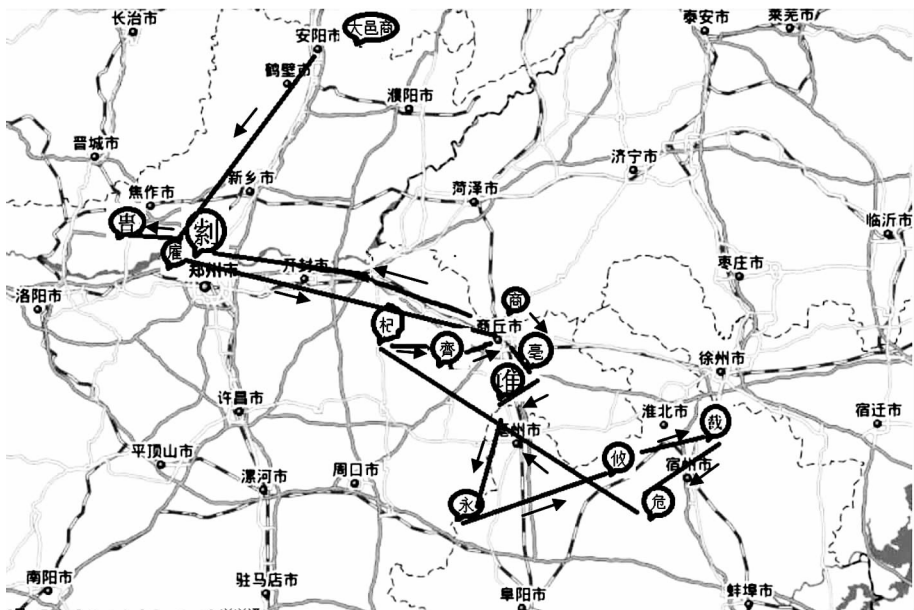 长治市
安阳市
大邑商
泰安市
莱芜市
鹤壁市
濮阳市
晋城市
济宁市
焦作市
新乡市
菏泽市
临沂市
雇
郑州市
开封市
枣庄市
洛阳市
商
杞
商丘市
齊
亳
徐州市
许昌市
淮北市
宿迁市
亳州市
平顶山市
漯河市
周口市
攸
宿州市
永
危
南阳市
驻马店市
阜阳市
蚌埠市